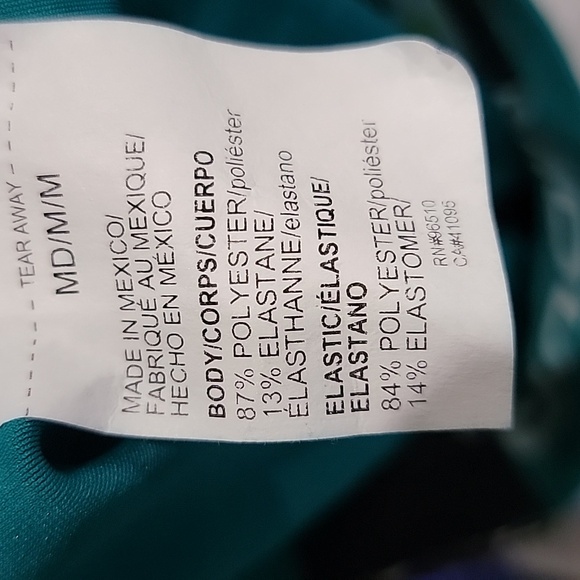 TEAR AWAY
MD/M/M
MADE IN MEXICO/
FABRIQUÉ AU MEXIQUE/
HECHO EN MÉXICO
BODY/CORPS/CUERPO
87% POLYESTER/poliéster
13% ELASTANE/
ÉLASTHANNE/elastano
ELASTIC/ÉLASTIQUE/
ELASTANO
84% POLYESTER/poliéster
14% ELASTOMER/
RN#96510
CA#41095